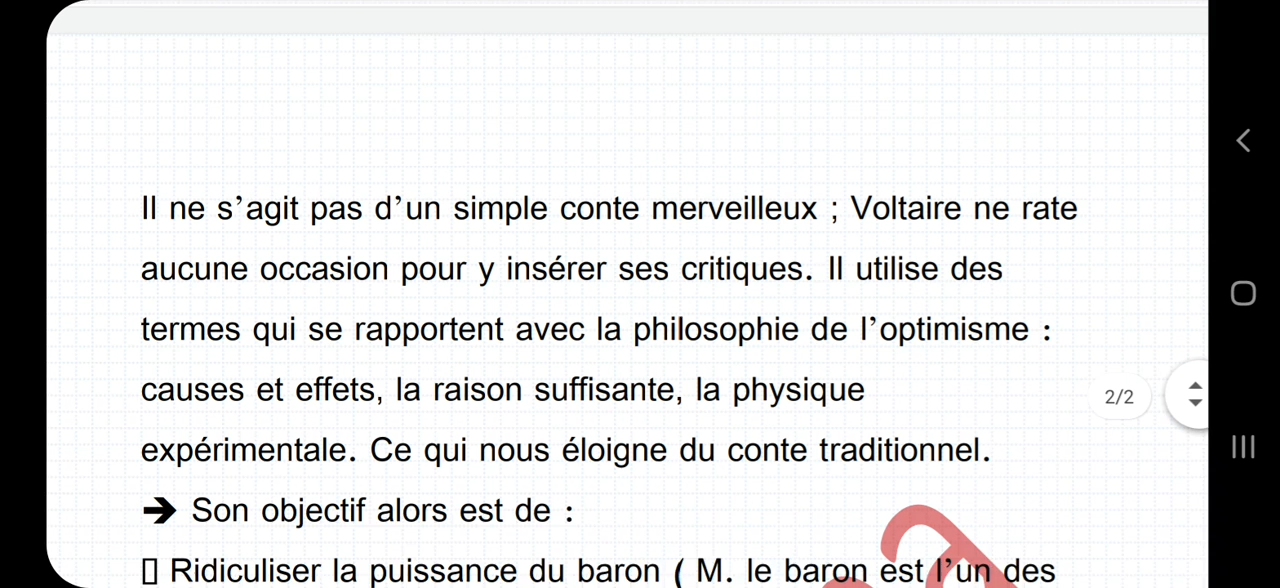 Il ne s’agit pas d’un simple conte merveilleux ; Voltaire ne rate
aucune occasion pour y insérer ses critiques. Il utilise des
termes qui se rapportent avec la philosophie de l’optimisme :
causes et effets, la raison suffisante, la physique
2/2
expérimentale. Ce qui nous éloigne du conte traditionnel.
➔ Son objectif alors est de :
▯ Ridiculiser la puissance du baron ( M. le baron est l’un des